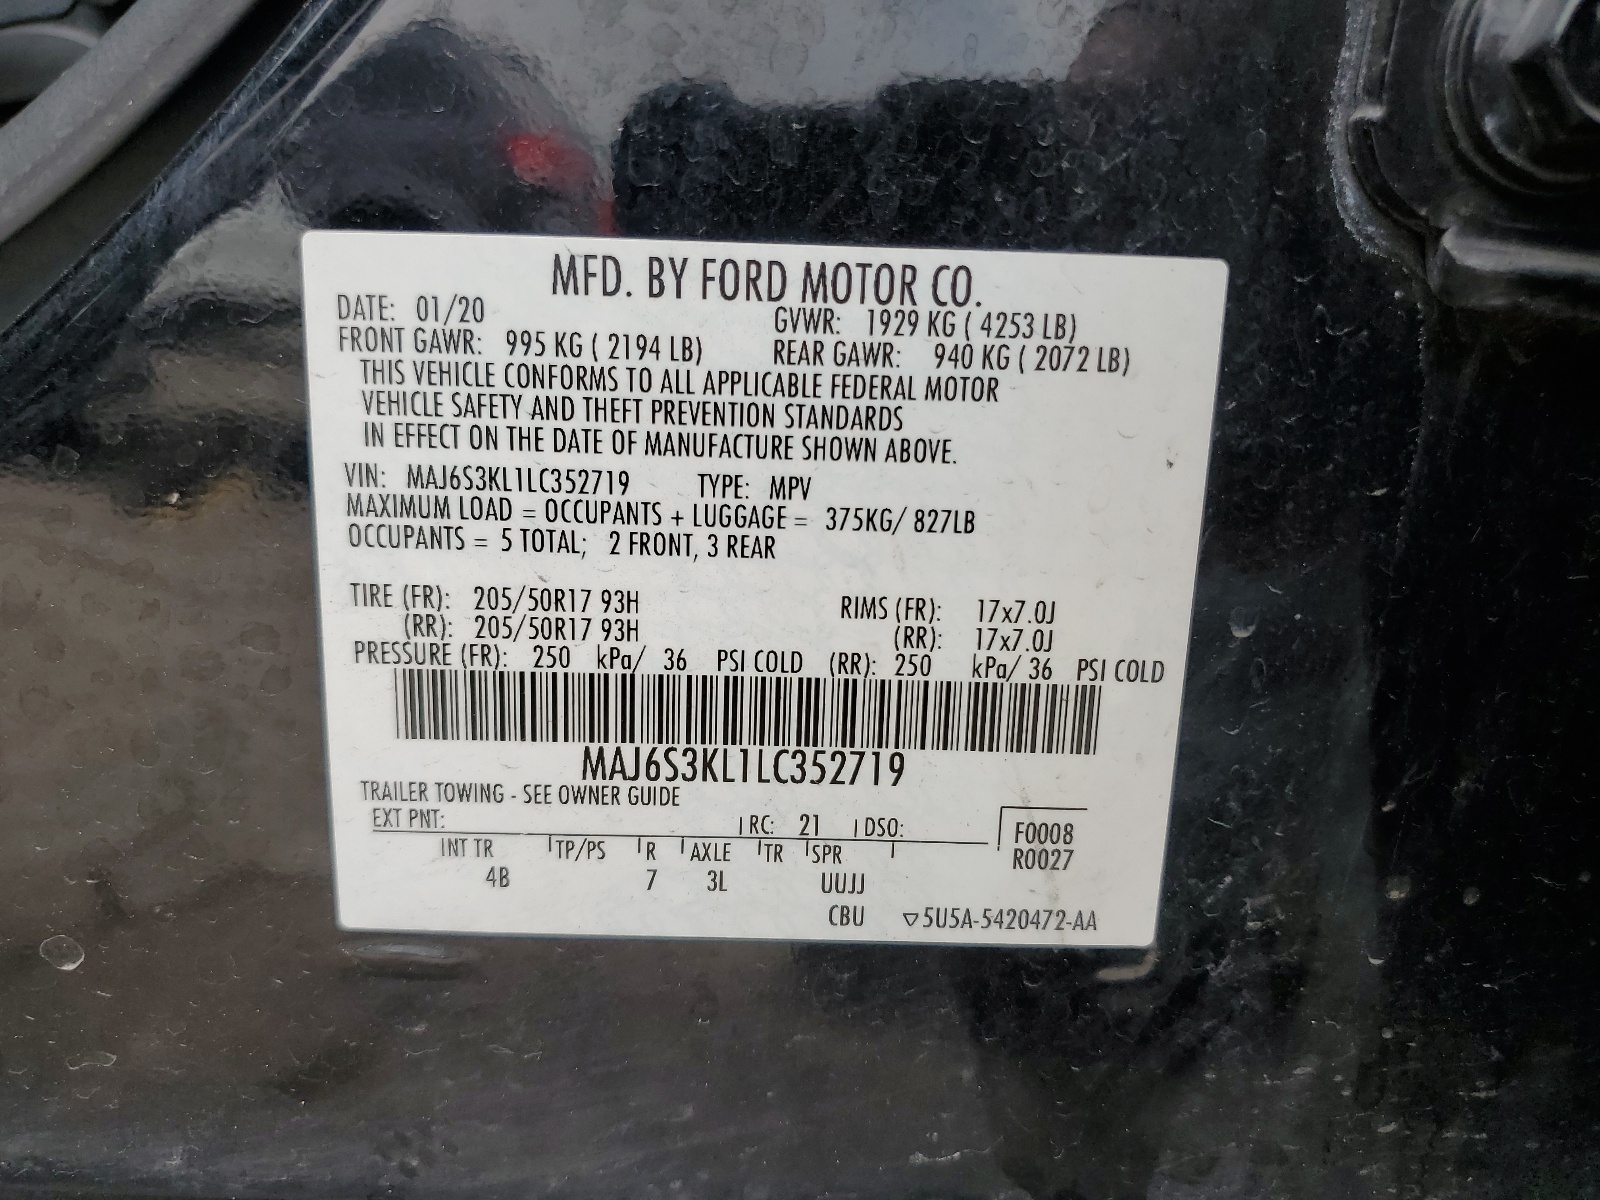 MFD. BY FORD MOTOR CO.
DATE: 01/20 GVWR: 1929 KG ( 4253 LB)
FRONT GAWR: 995 KG ( 2194 LB) REAR GAWR: 940 KG ( 2072 LB)
THIS VEHICLE CONFORMS TO ALL APPLICABLE FEDERAL MOTOR
VEHICLE SAFETY AND THEFT PREVENTION STANDARDS
IN EFFECT ON THE DATE OF MANUFACTURE SHOWN ABOVE.
VIN: MAJ6S3KL1LC352719 TYPE: MPV
MAXIMUM LOAD = OCCUPANTS + LUGGAGE = 375KG/ 827LB
OCCUPANTS = 5 TOTAL; 2 FRONT, 3 REAR
TIRE (FR): 205/50R17 93H RIMS (FR): 17x7.0J
(RR): 205/50R17 93H (RR): 17x7.0J
PRESSURE (FR): 250 kPa/ 36 PSI COLD (RR): 250 kPa/ 36 PSI COLD
MAJ6S3KL1LC352719
TRAILER TOWING - SEE OWNER GUIDE
EXT PNT: RC: 21 DSO: F0008
INT TR TP/PS R AXLE TR SPR R0027
4B 7 3L UUJJ
CBU ▽5U5A-5420472-AA